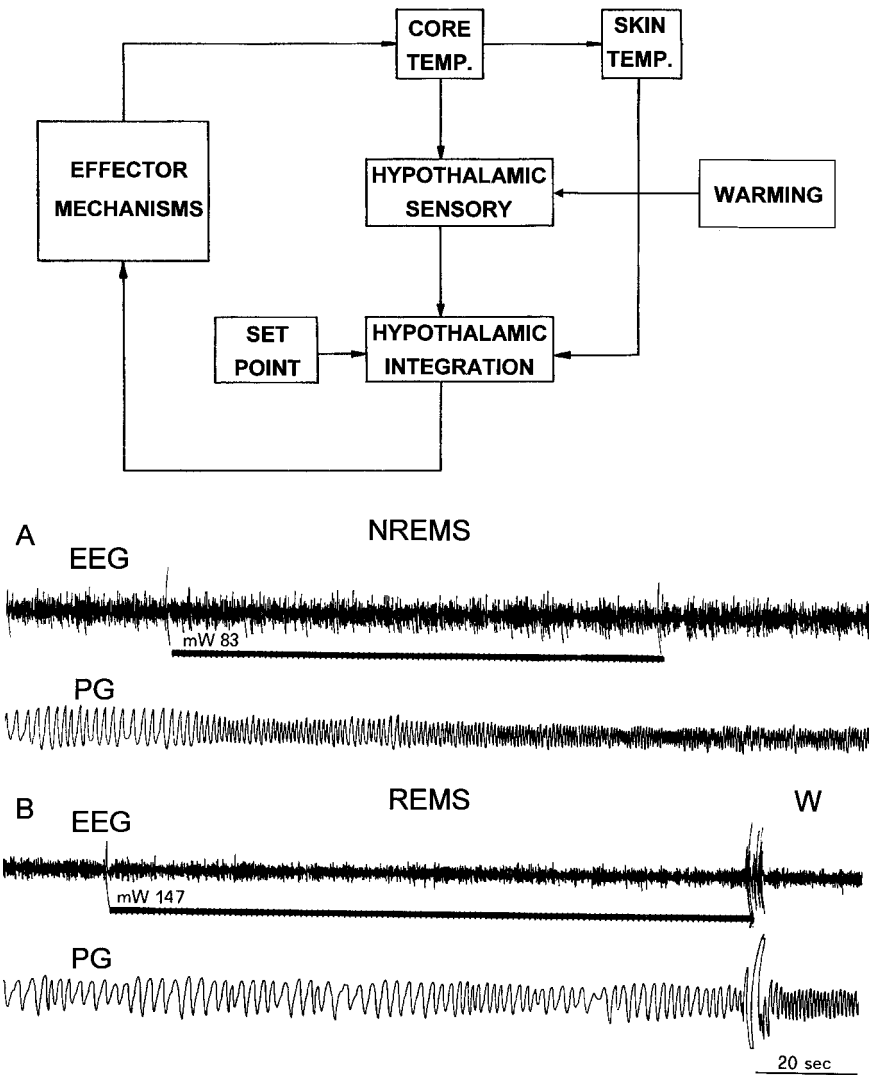 CORE
TEMP.
SKIN
TEMP.
EFFECTOR
MECHANISMS
HYPOTHALAMIC
SENSORY
WARMING
SET
POINT
HYPOTHALAMIC
INTEGRATION
A
NREMS
EEG
mW 83
PG
B
REMS
W
EEG
mW 147
PG
20 sec